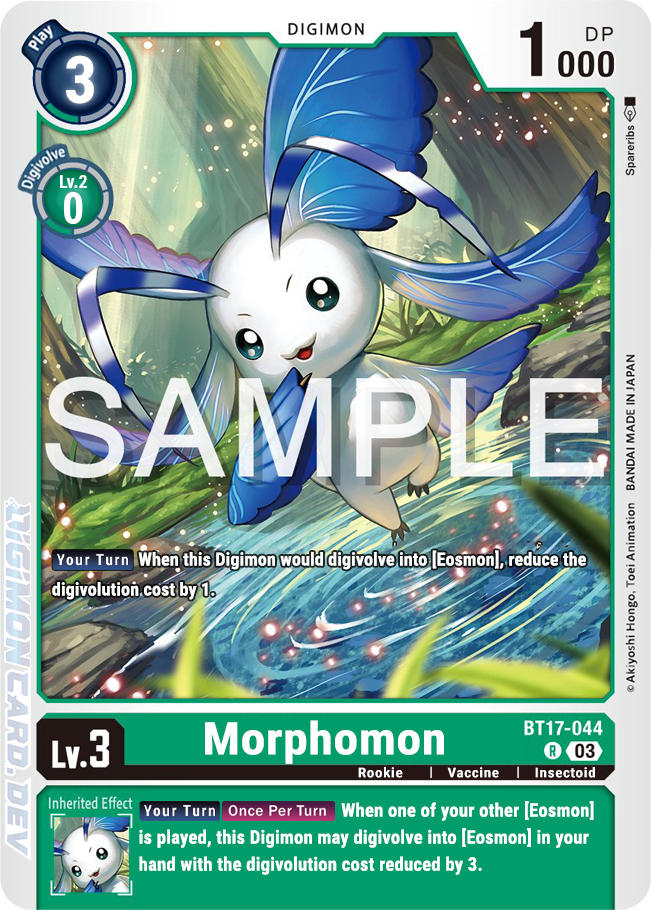 Play
3
DIGIMON
1000
DP
Digivolve
Lv.2
0
Spareribs
SAMPLE
Your Turn When this Digimon would digivolve into [Eosmon], reduce the
digivolution cost by 1.
© Akiyoshi Hongo, Toei Animation BANDAI MADE IN JAPAN
DIGIMONCARD.DEV
Lv.3
Morphomon
BT17-044
R 03
Rookie | Vaccine | Insectoid
Inherited Effect
Your Turn Once Per Turn When one of your other [Eosmon]
is played, this Digimon may digivolve into [Eosmon] in your
hand with the digivolution cost reduced by 3.